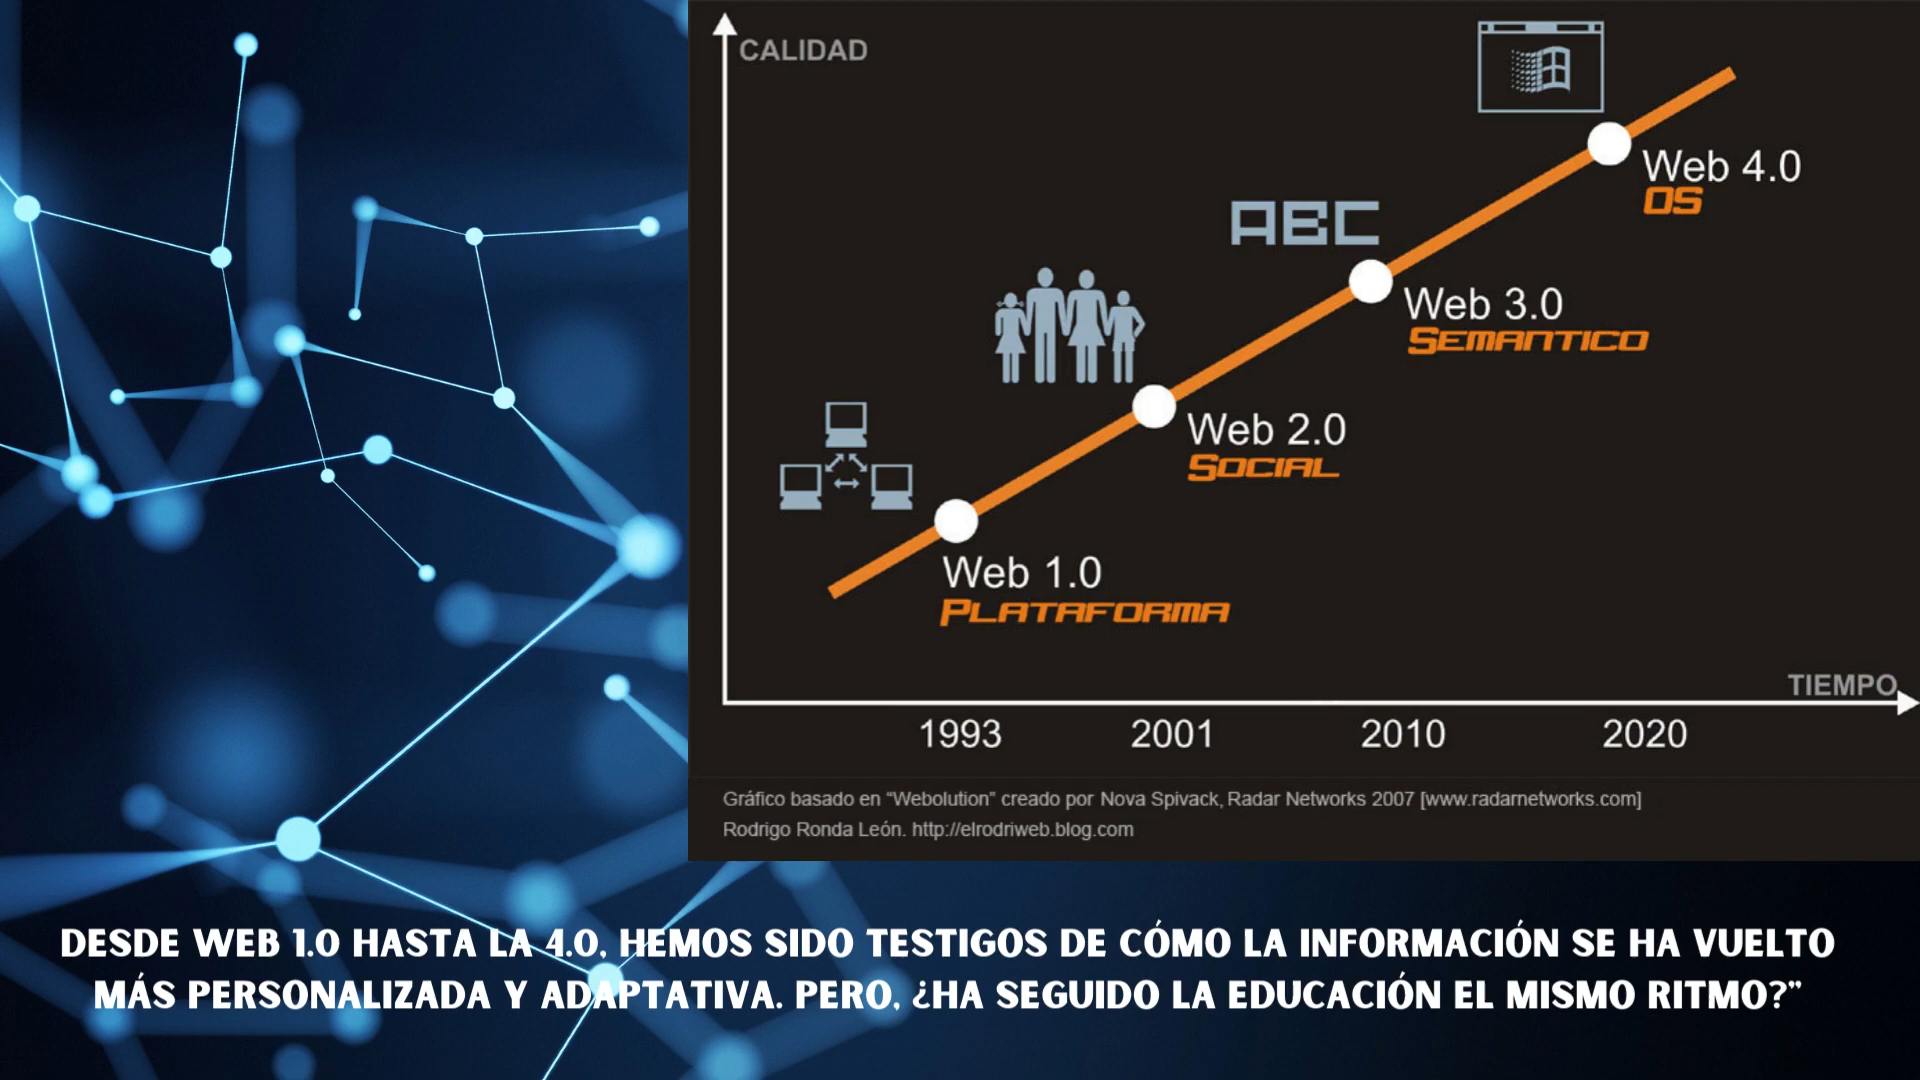 CALIDAD
Web 4.0
OS
ABC
Web 3.0
SEMANTICO
Web 2.0
SOCIAL
Web 1.0
PLATAFORMA
TIEMPO
1993 2001 2010 2020
Gráfico basado en “Webolution” creado por Nova Spivack, Radar Networks 2007 [www.radarnetworks.com]
Rodrigo Ronda León. http://elrodriweb.blog.com
DESDE WEB 1.0 HASTA LA 4.0, HEMOS SIDO TESTIGOS DE CÓMO LA INFORMACIÓN SE HA VUELTO
MÁS PERSONALIZADA Y ADAPTATIVA. PERO, ¿HA SEGUIDO LA EDUCACIÓN EL MISMO RITMO?”